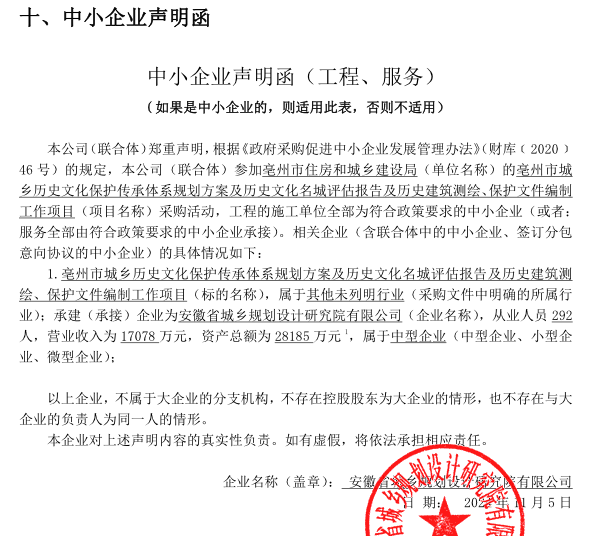 十、中小企业声明函
中小企业声明函（工程、服务）
（如果是中小企业的，则适用此表，否则不适用）
本公司（联合体）郑重声明，根据《政府采购促进中小企业发展管理办法》（财库﹝2020﹞
46号）的规定，本公司（联合体）参加亳州市住房和城乡建设局（单位名称）的亳州市城
乡历史文化保护传承体系规划方案及历史文化名城评估报告及历史建筑测绘、保护文件编制
工作项目（项目名称）采购活动，工程的施工单位全部为符合政策要求的中小企业（或者：
服务全部由符合政策要求的中小企业承接）。相关企业（含联合体中的中小企业、签订分包
意向协议的中小企业）的具体情况如下：
1.亳州市城乡历史文化保护传承体系规划方案及历史文化名城评估报告及历史建筑测
绘、保护文件编制工作项目（标的名称），属于其他未列明行业（采购文件中明确的所属行
业）；承建（承接）企业为安徽省城乡规划设计研究院有限公司（企业名称），从业人员 292
人，营业收入为 17078 万元，资产总额为 28185 万元¹，属于中型企业（中型企业、小型企
业、微型企业）；
以上企业，不属于大企业的分支机构，不存在控股股东为大企业的情形，也不存在与大
企业的负责人为同一人的情形。
本企业对上述声明内容的真实性负责。如有虚假，将依法承担相应责任。
企业名称（盖章）：安徽省城乡规划设计研究院有限公司
日 期： 年11月5日
省城乡规划设计研究院有限